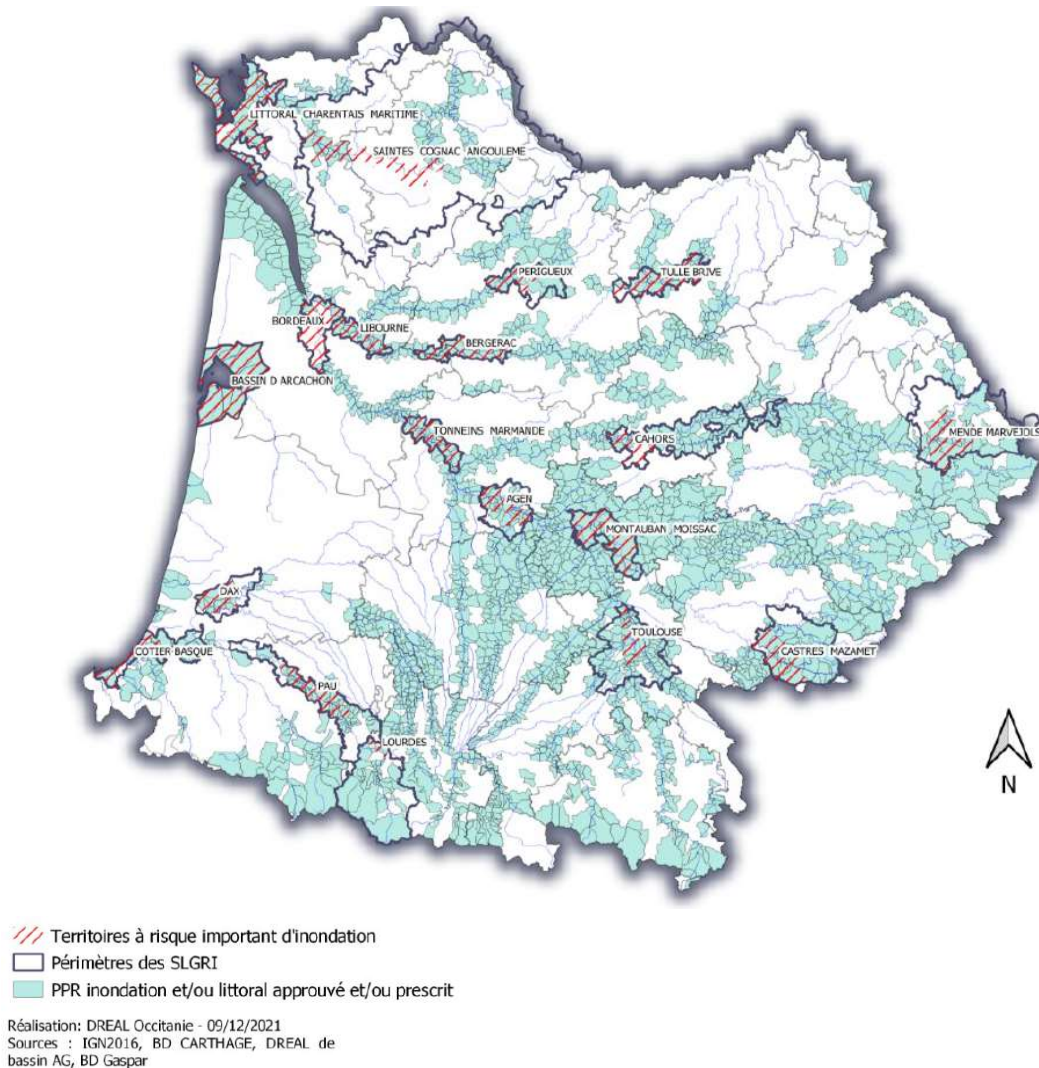 LITTORAL CHARENTAIS MARITIME
SAINTES COGNAC ANGOULEME
PERIGUEUX
TULLE BRIVE
BORDEAUX
LIBOURNE
BERGERAC
BASSIN D ARCACHON
TONNEINS MARMANDE
CAHORS
MENDE MARVEJOLS
AGEN
MONTAUBAN MOISSAC
DAX
TOULOUSE
COTIER-BASQUE
CASTRES MAZAMET
PAU
LOURDES
N
Territoires à risque important d'inondation
Périmètres des SLGRI
PPR inondation et/ou littoral approuvé et/ou prescrit
Réalisation: DREAL Occitanie - 09/12/2021
Sources : IGN2016, BD CARTHAGE, DREAL de
bassin AG, BD Gaspar